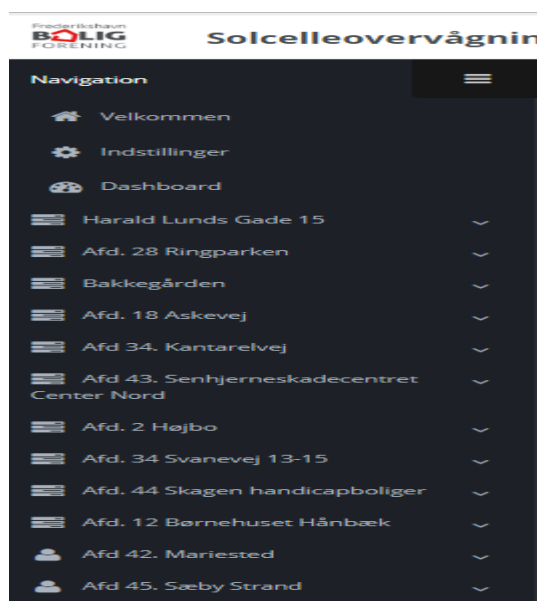 Frederikshavn
BOLIG
FORENING
Solcelleovervågnin
Navigation
Velkommen
Indstillinger
Dashboard
Harald Lunds Gade 15
Afd. 28 Ringparken
Bakkegården
Afd. 18 Askevej
Afd 34. Kantarelvej
Afd 43. Senhjerneskadecentret
Center Nord
Afd. 2 Højbo
Afd. 34 Svanevej 13-15
Afd. 44 Skagen handicapboliger
Afd. 12 Børnehuset Hånbæk
Afd 42. Mariested
Afd 45. Sæby Strand